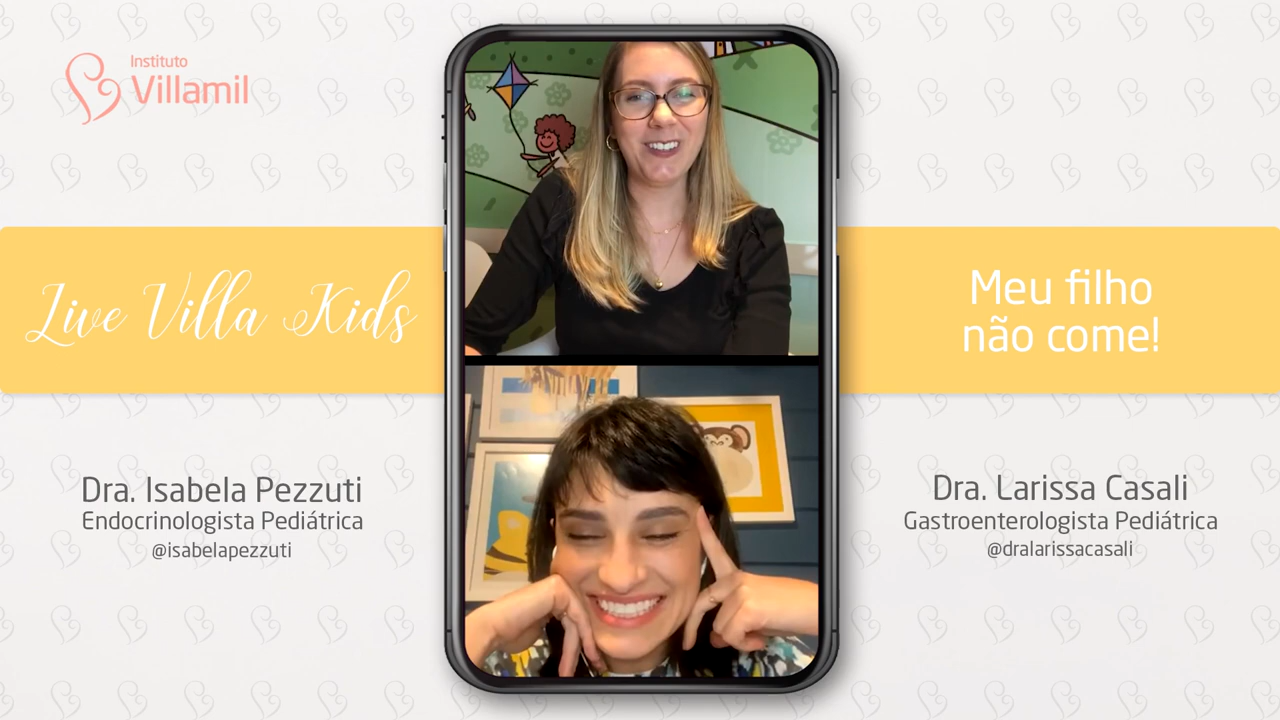 Instituto
Villamil
Live Villa Kids
Meu filho
não come!
Dra. Isabela Pezzuti
Endocrinologista Pediátrica
@isabelapezzuti
Dra. Larissa Casali
Gastroenterologista Pediátrica
@dralarissacasali